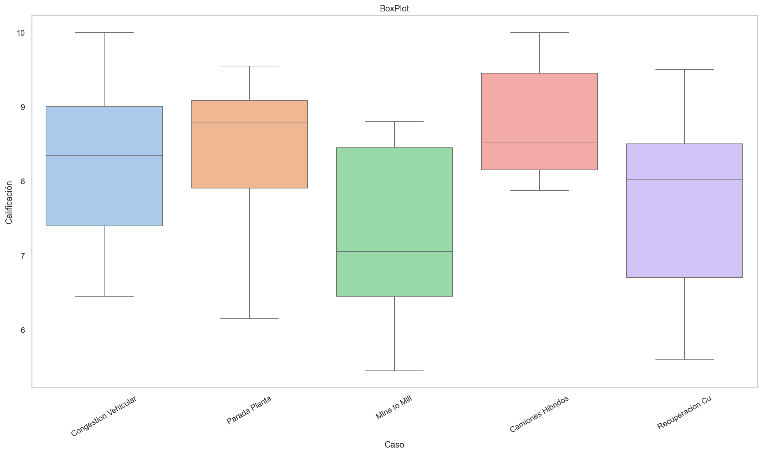 BoxPlot
10
9
8
7
6
Calificación
Congestion Vehicular
Parada Planta
Mine to Mill
Camiones Hibridos
Recuperacion Cu
Caso